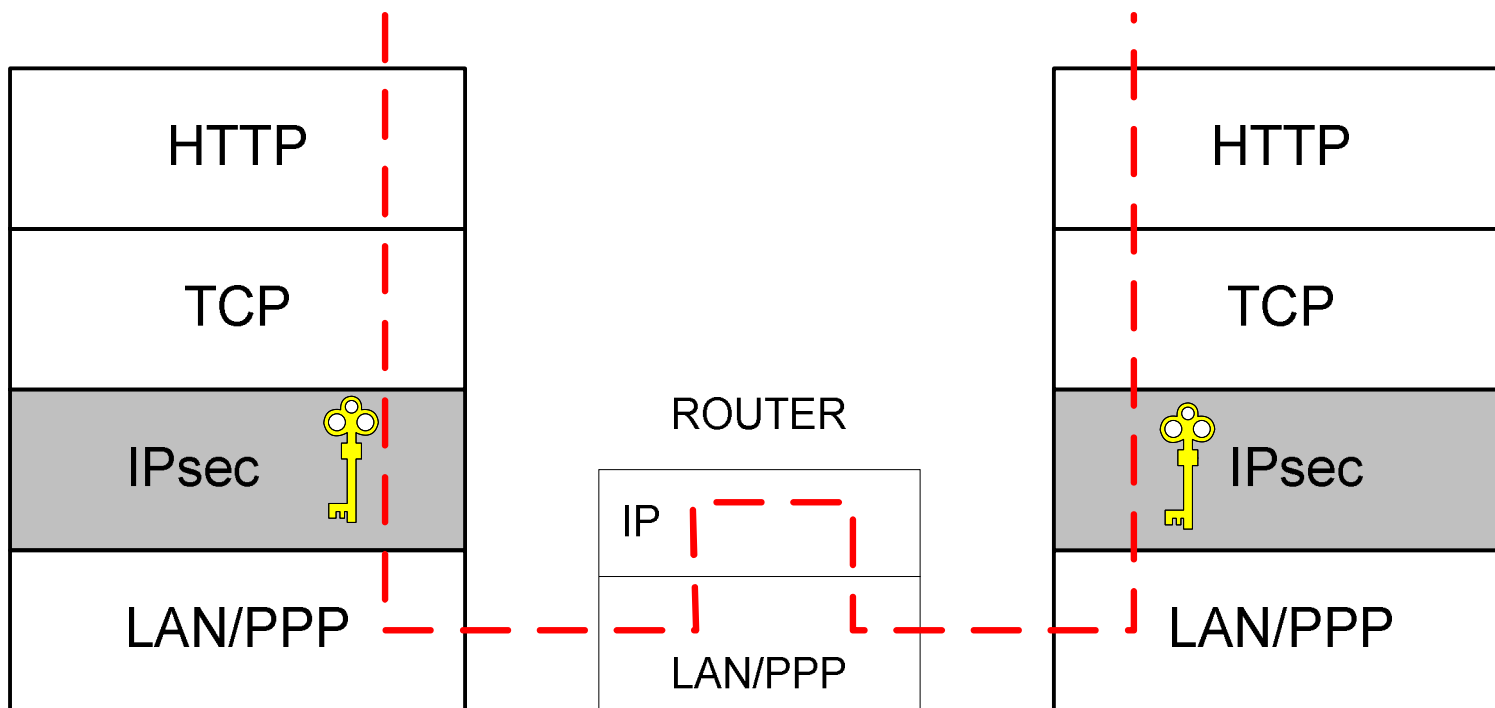 HTTP
TCP
IPsec
LAN/PPP
ROUTER
IP
LAN/PPP
HTTP
TCP
IPsec
LAN/PPP